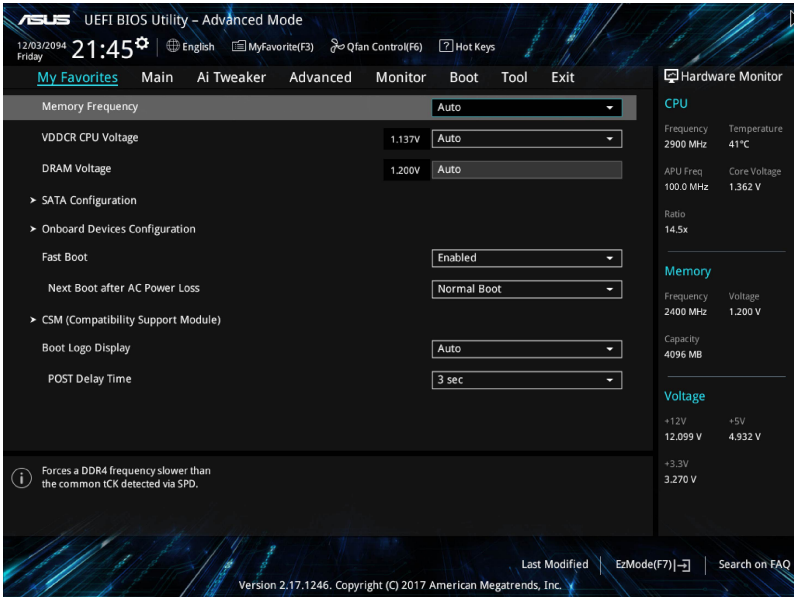 ASUS UEFI BIOS Utility – Advanced Mode
12/03/2094 21:45 English MyFavorite(F3) Qfan Control(F6) ? Hot Keys
Friday
My Favorites Main Ai Tweaker Advanced Monitor Boot Tool Exit
Memory Frequency Auto
VDDCR CPU Voltage 1.137V Auto
DRAM Voltage 1.200V Auto
SATA Configuration
Onboard Devices Configuration
Fast Boot Enabled
Next Boot after AC Power Loss Normal Boot
CSM (Compatibility Support Module)
Boot Logo Display Auto
POST Delay Time 3 sec
Hardware Monitor
CPU
Frequency Temperature
2900 MHz 41°C
APU Freq Core Voltage
100.0 MHz 1.362 V
Ratio
14.5x
Memory
Frequency Voltage
2400 MHz 1.200 V
Capacity
4096 MB
Voltage
+12V +5V
12.099 V 4.932 V
+3.3V
3.270 V
Forces a DDR4 frequency slower than
the common tCK detected via SPD.
Last Modified EzMode(F7) Search on FAQ
Version 2.17.1246. Copyright (C) 2017 American Megatrends, Inc.